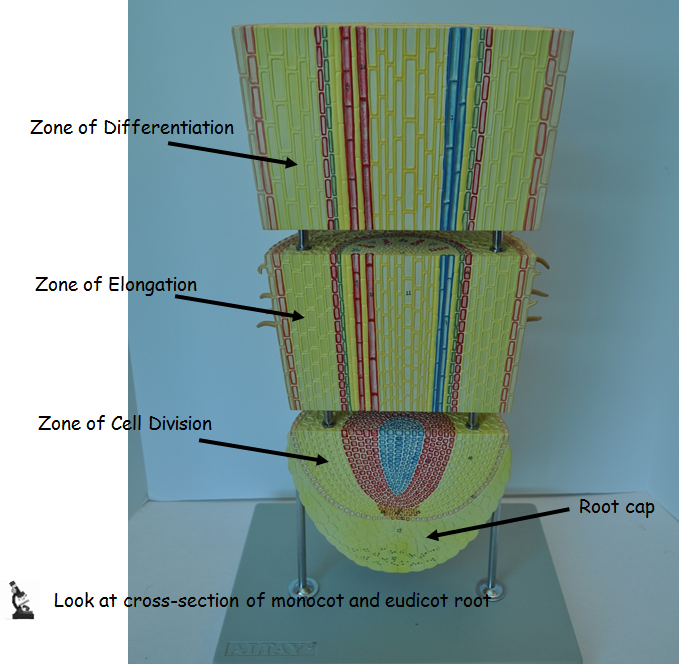 Zone of Differentiation
Zone of Elongation
Zone of Cell Division
Root cap
Look at cross-section of monocot and eudicot root